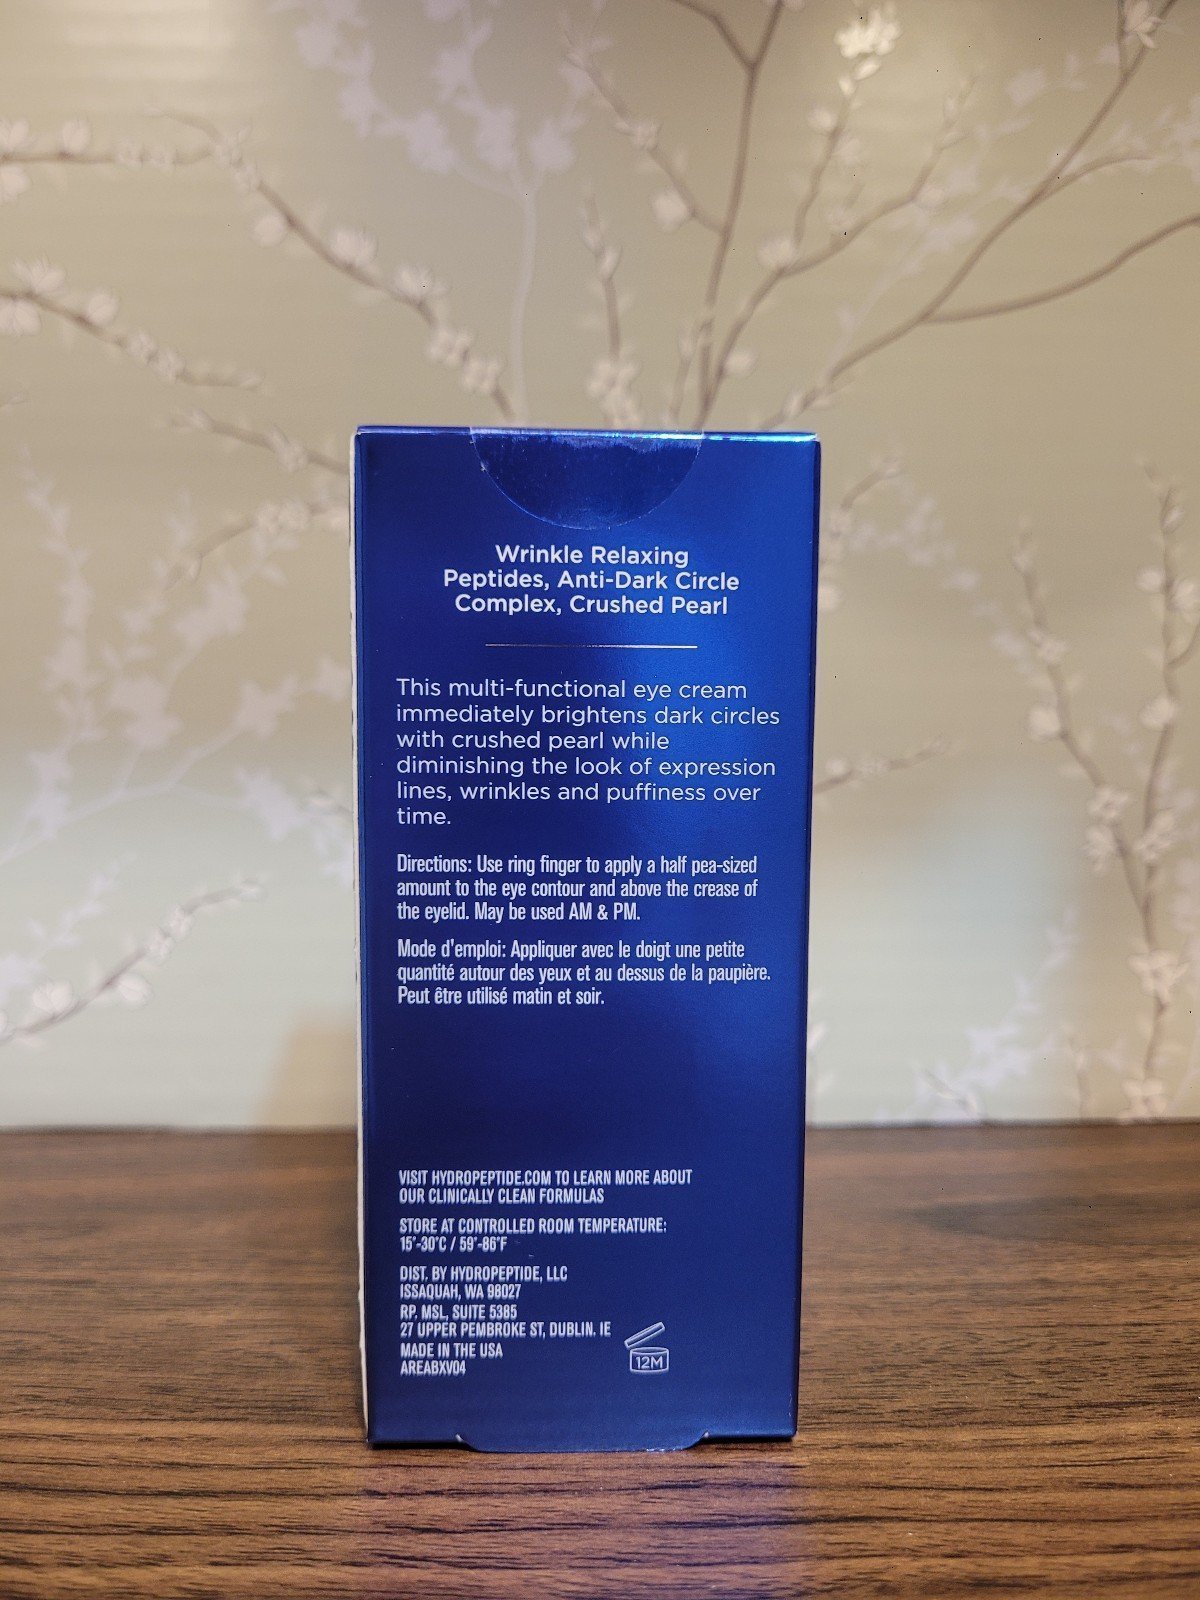 Wrinkle Relaxing
Peptides, Anti-Dark Circle
Complex, Crushed Pearl
This multi-functional eye cream
immediately brightens dark circles
with crushed pearl while
diminishing the look of expression
lines, wrinkles and puffiness over
time.
Directions: Use ring finger to apply a half pea-sized
amount to the eye contour and above the crease of
the eyelid. May be used AM & PM.
Mode d'emploi: Appliquer avec le doigt une petite
quantité autour des yeux et au dessus de la paupière.
Peut être utilisé matin et soir.
VISIT HYDROPEPTIDE.COM TO LEARN MORE ABOUT
OUR CLINICALLY CLEAN FORMULAS
STORE AT CONTROLLED ROOM TEMPERATURE:
15°-30°C / 59°-86°F
DIST. BY HYDROPEPTIDE, LLC
ISSAQUAH, WA 98027
RP. MSL, SUITE 5385
27 UPPER PEMBROKE ST, DUBLIN. IE
MADE IN THE USA
AREABXV04
12M